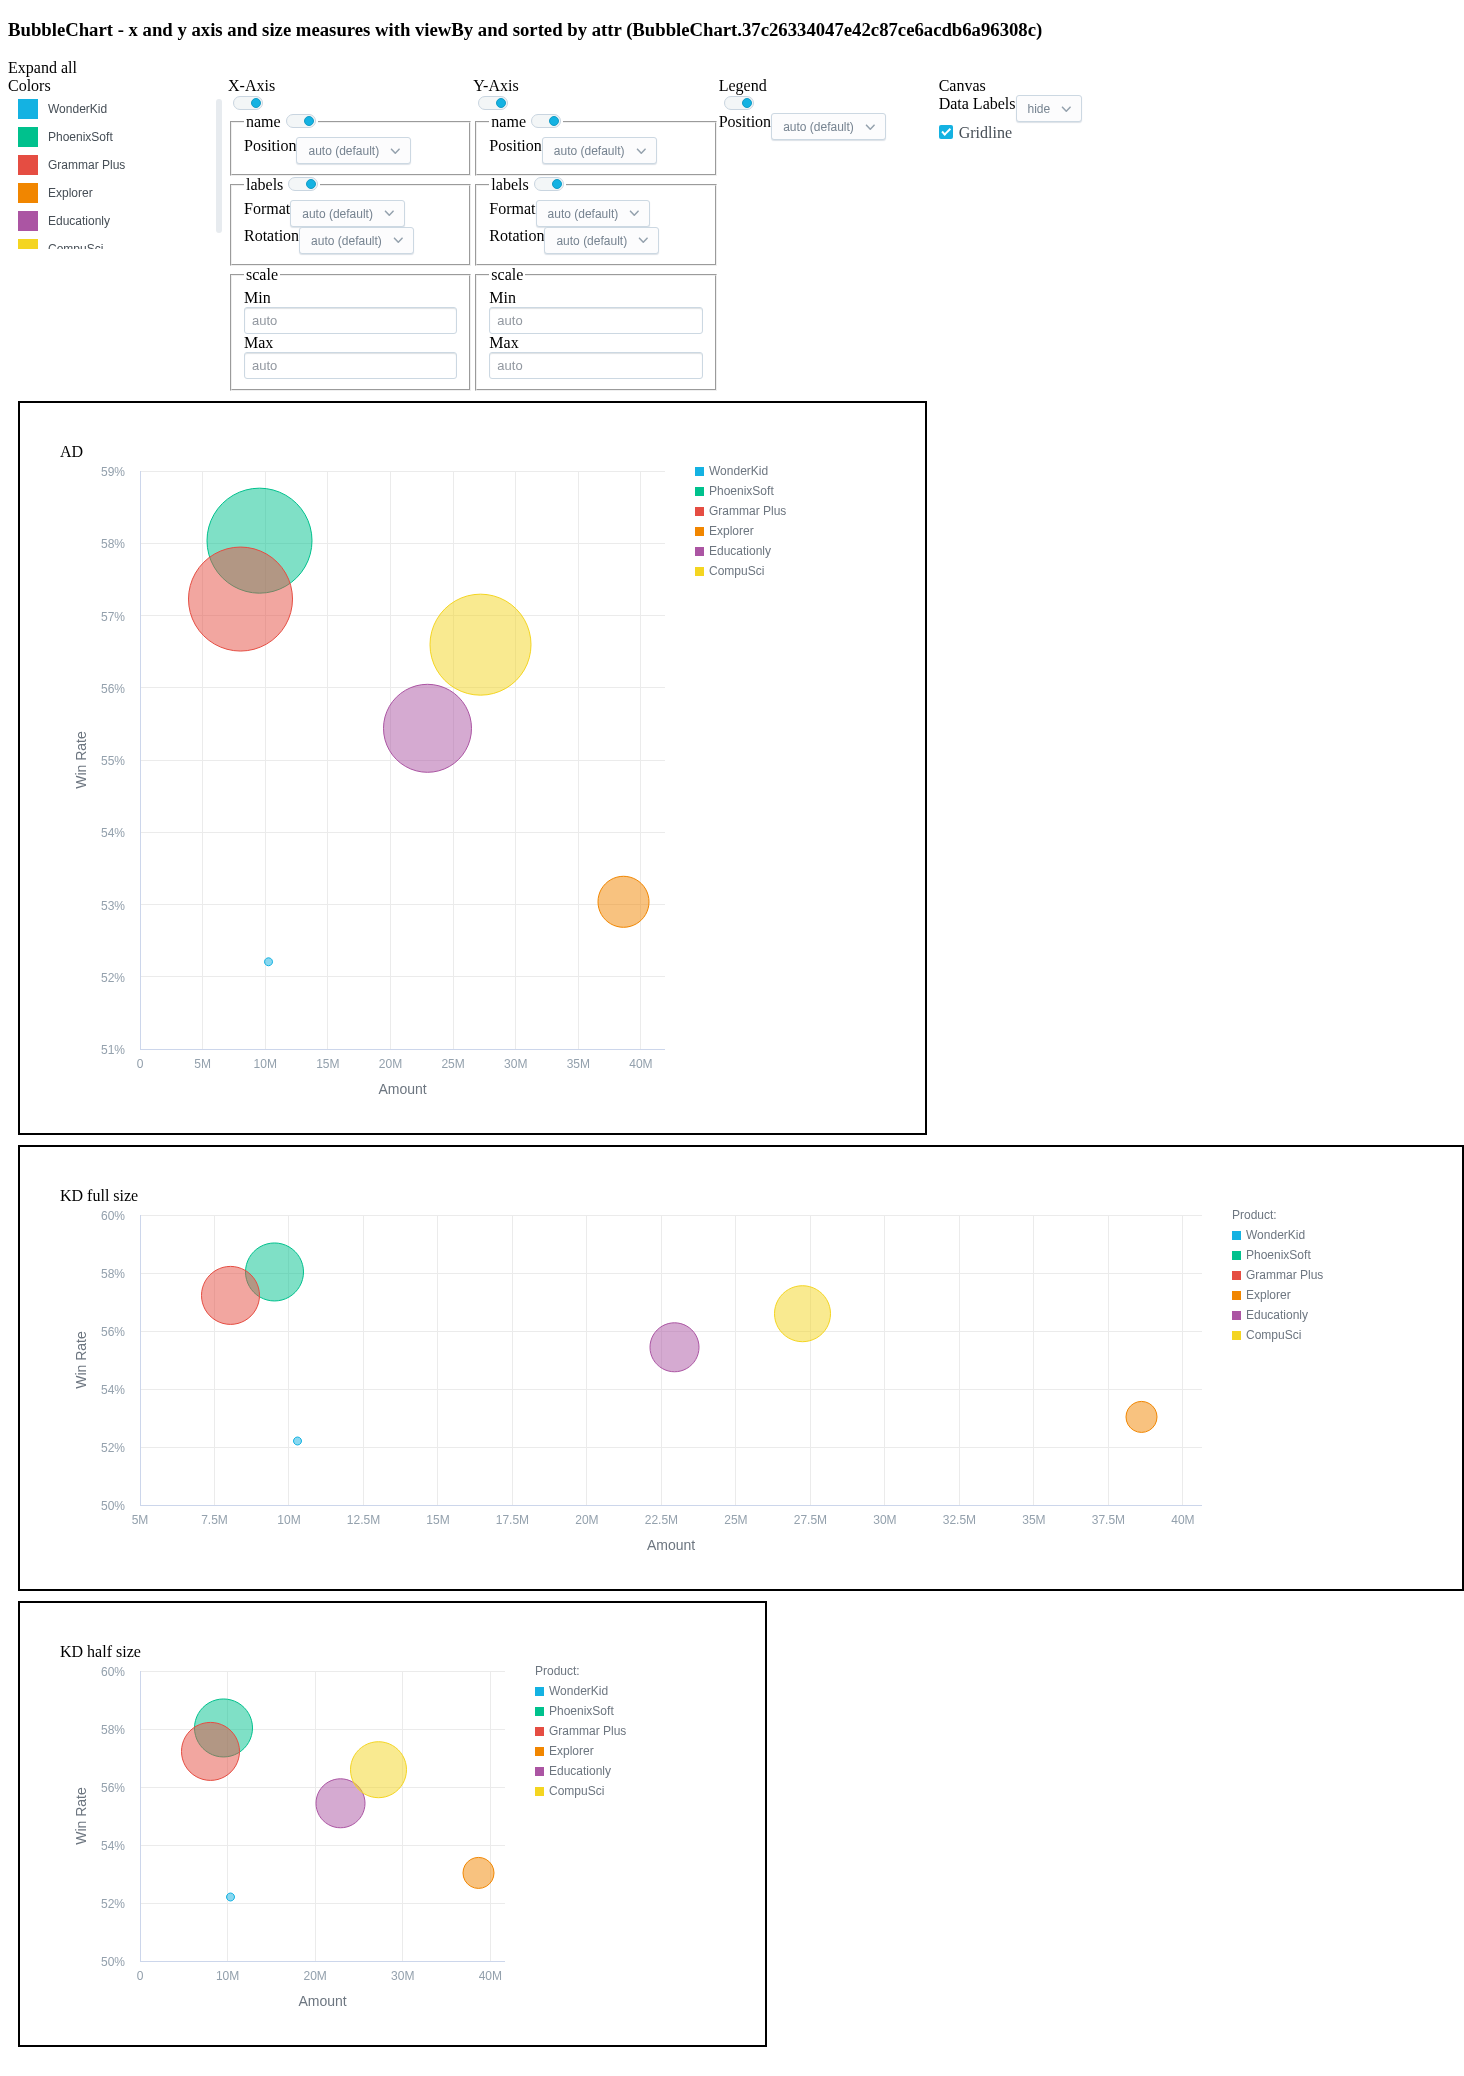 BubbleChart - x and y axis and size measures with viewBy and sorted by attr (BubbleChart.37c26334047e42c87ce6acdb6a96308c)
Expand all
Colors
WonderKid
PhoenixSoft
Grammar Plus
Explorer
Educationly
CompuSci
X-Axis
name
Position auto (default)
labels
Format auto (default)
Rotation auto (default)
scale
Min
auto
Max
auto
Y-Axis
name
Position auto (default)
labels
Format auto (default)
Rotation auto (default)
scale
Min
auto
Max
auto
Legend
Position auto (default)
Canvas
Data Labels hide
Gridline
AD
59%
58%
57%
56%
55%
54%
53%
52%
51%
Win Rate
0 5M 10M 15M 20M 25M 30M 35M 40M
Amount
WonderKid
PhoenixSoft
Grammar Plus
Explorer
Educationly
CompuSci
KD full size
60%
58%
56%
54%
52%
50%
Win Rate
5M 7.5M 10M 12.5M 15M 17.5M 20M 22.5M 25M 27.5M 30M 32.5M 35M 37.5M 40M
Amount
Product:
WonderKid
PhoenixSoft
Grammar Plus
Explorer
Educationly
CompuSci
KD half size
60%
58%
56%
54%
52%
50%
Win Rate
0 10M 20M 30M 40M
Amount
Product:
WonderKid
PhoenixSoft
Grammar Plus
Explorer
Educationly
CompuSci